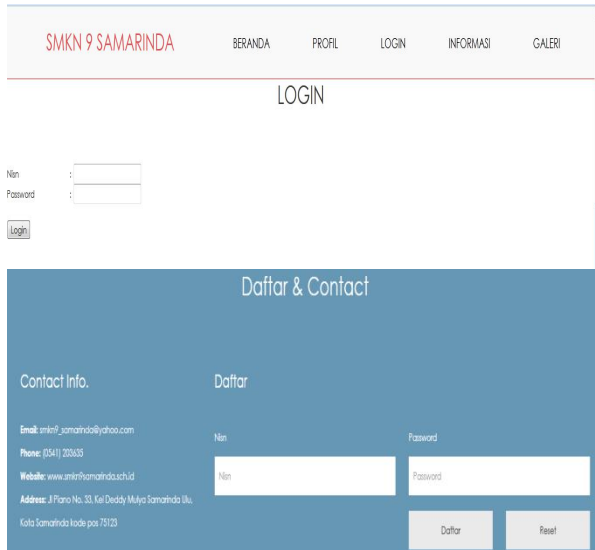 SMKN 9 SAMARINDA BERANDA PROFIL LOGIN INFORMASI GALERI
LOGIN
Nisn :
Password :
Login
Daftar & Contact
Contact Info.
Email: smkn9_samarinda@yahoo.com
Phone: (0541) 203635
Website: www.smkn9samarinda.sch.id
Address: Jl Piano No. 33, Kel Deddy Mulya Samarinda Ulu,
Kota Samarinda kode pos 75123
Daftar
Nisn Password
Nisn Password
Daftar Reset